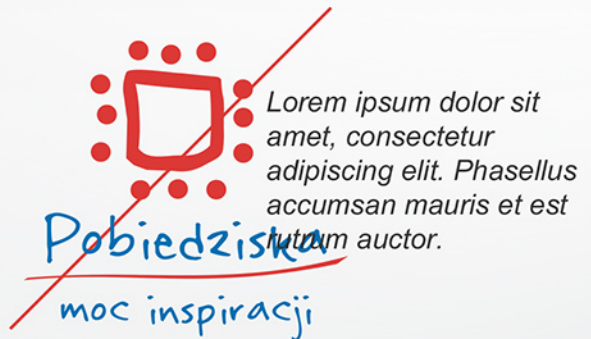 Lorem ipsum dolor sit
amet, consectetur
adipiscing elit. Phasellus
accumsan mauris et est
rutrum auctor.
Pobiedziska
moc inspiracji